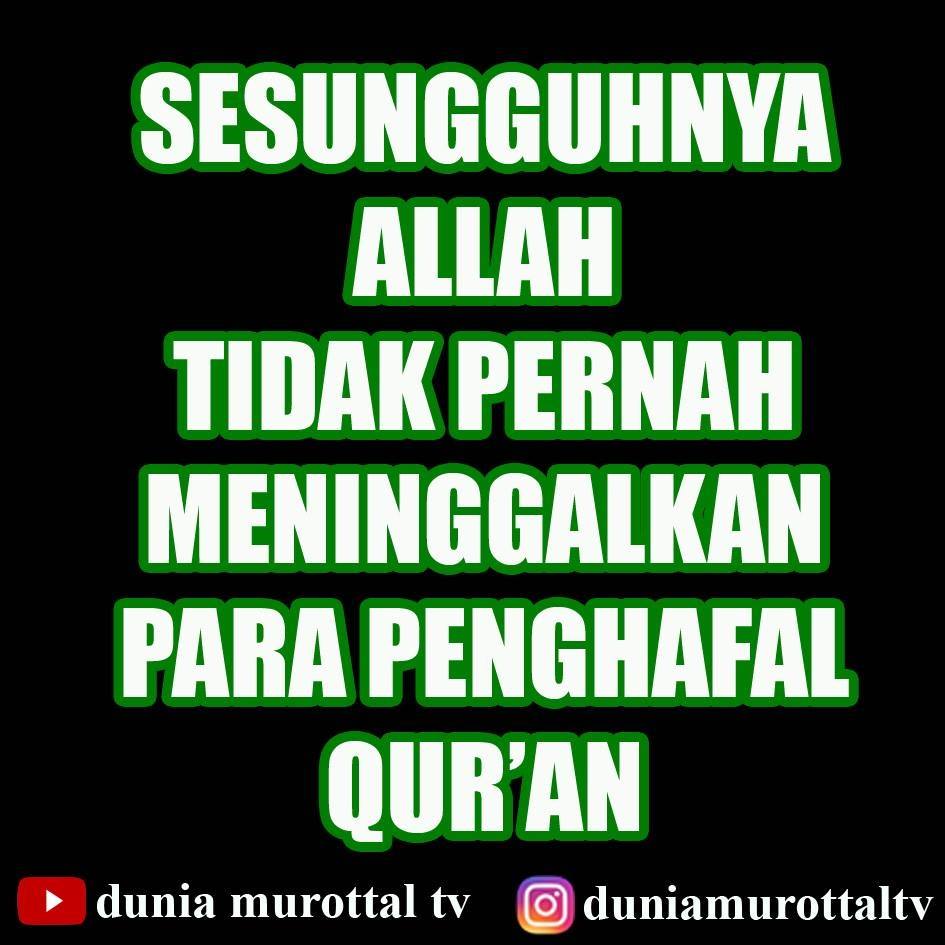 SESUNGGUHNYA
ALLAH
TIDAK PERNAH
MENINGGALKAN
PARA PENGHAFAL
QUR’AN
dunia murottal tv
duniamurottaltv